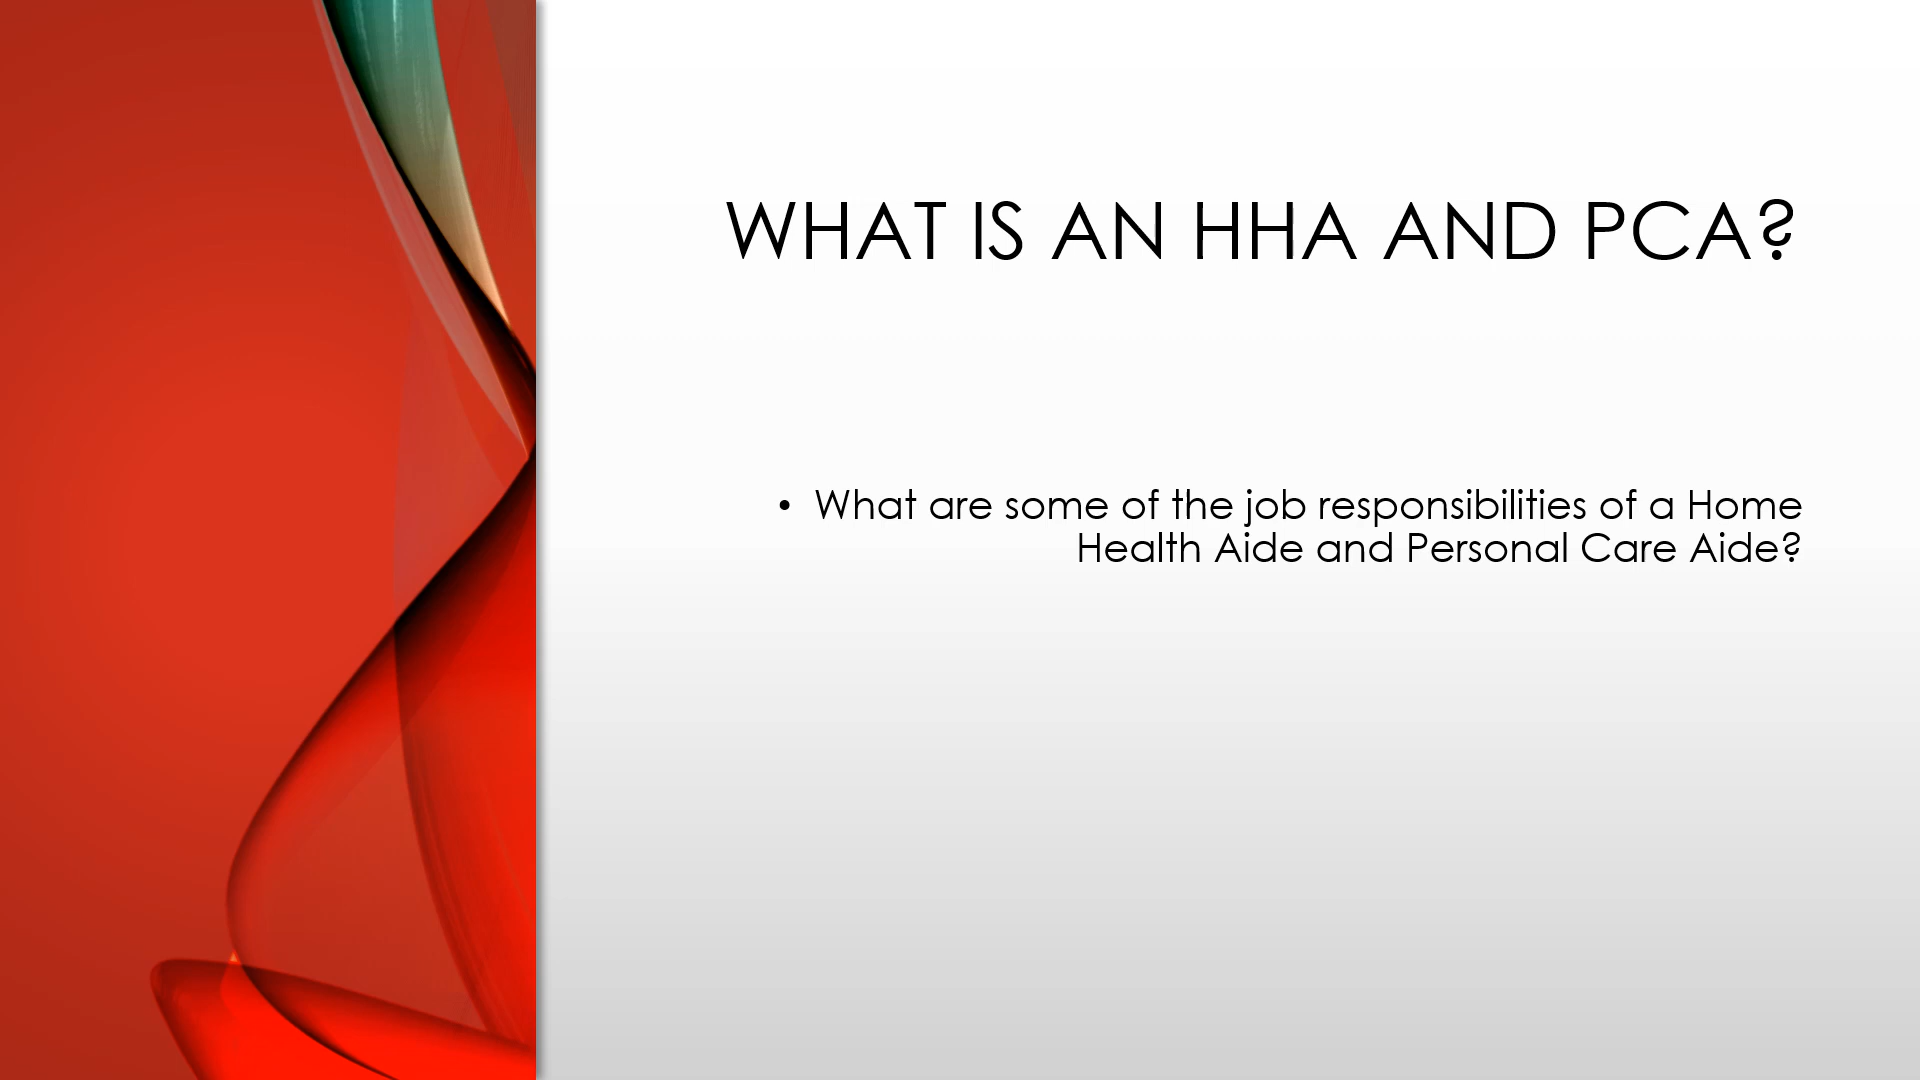 WHAT IS AN HHA AND PCA?
• What are some of the job responsibilities of a Home
Health Aide and Personal Care Aide?